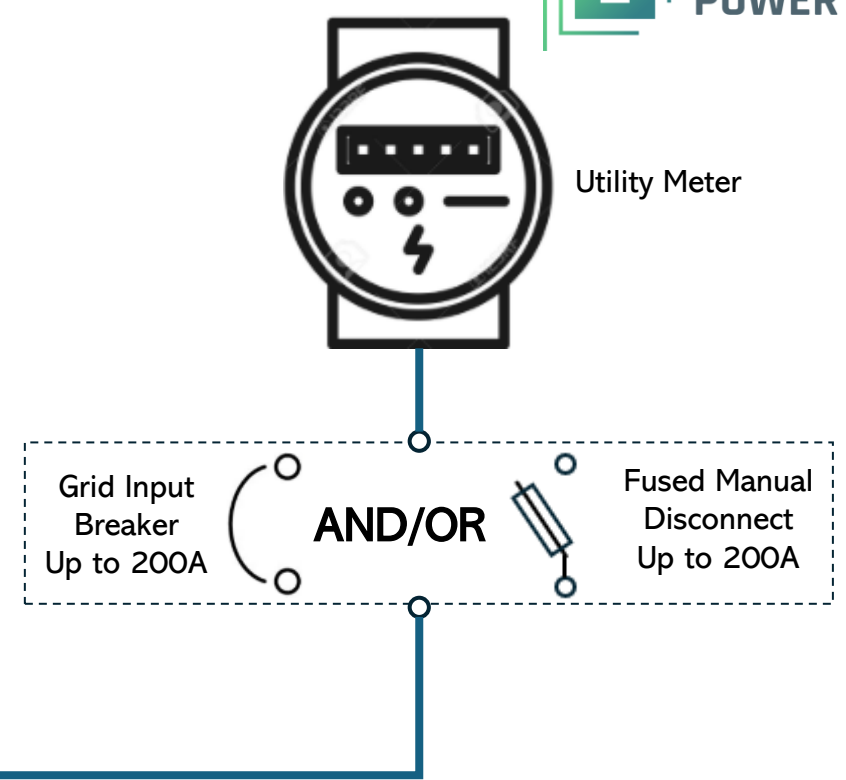 POWER
Utility Meter
Grid Input
Breaker
Up to 200A
AND/OR
Fused Manual
Disconnect
Up to 200A